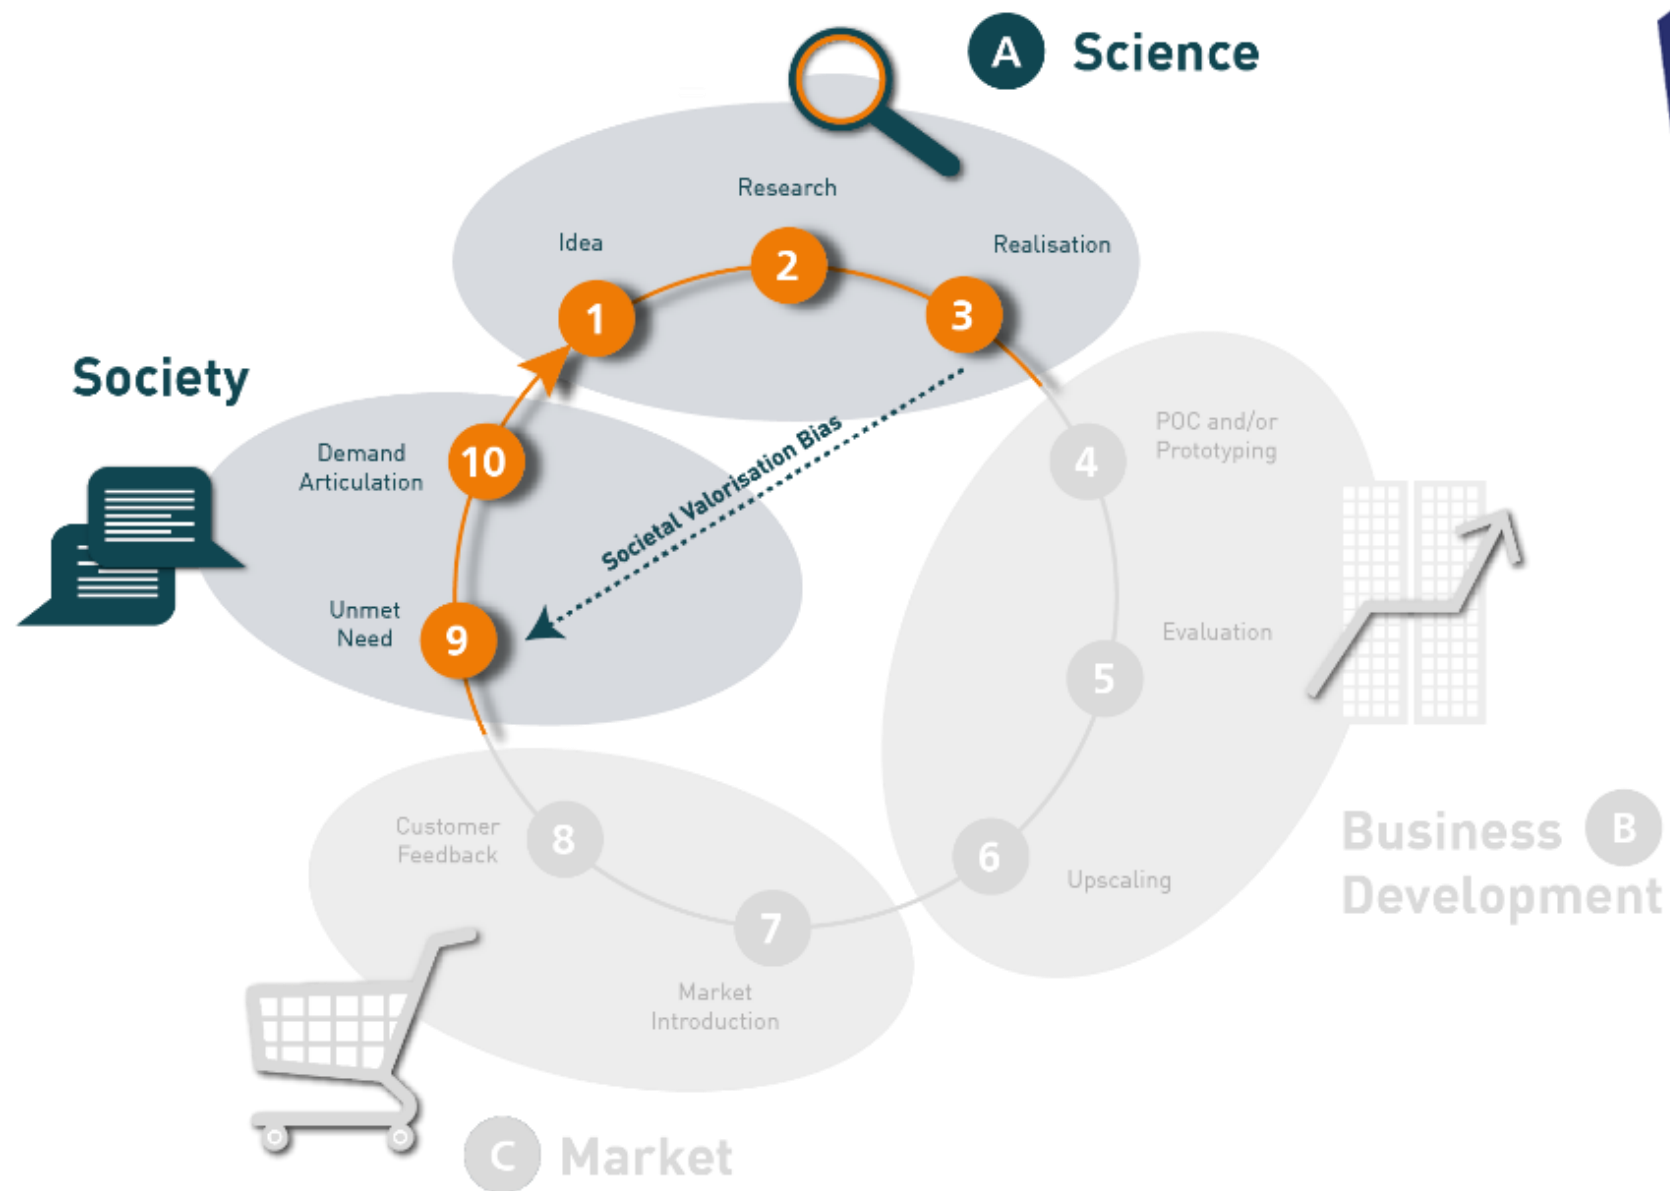 A Science
Research
Idea
Realisation
1
2
3
Society
Demand
Articulation
10
Societal Valorisation Bias
Unmet
Need
9
POC and/or
Prototyping
4
Evaluation
5
Business B
Development
6
Upscaling
Customer
Feedback
8
7
Market
Introduction
C Market